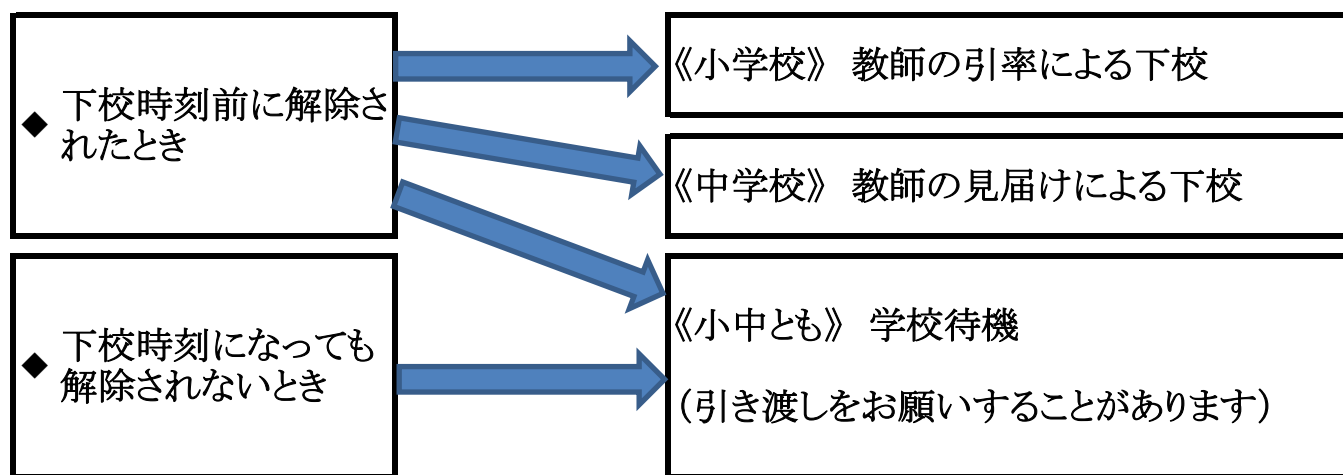 ◆ 下校時刻前に解除さ
れたとき
《小学校》 教師の引率による下校
《中学校》 教師の見届けによる下校
◆ 下校時刻になっても
解除されないとき
《小中とも》 学校待機
（引き渡しをお願いすることがあります）